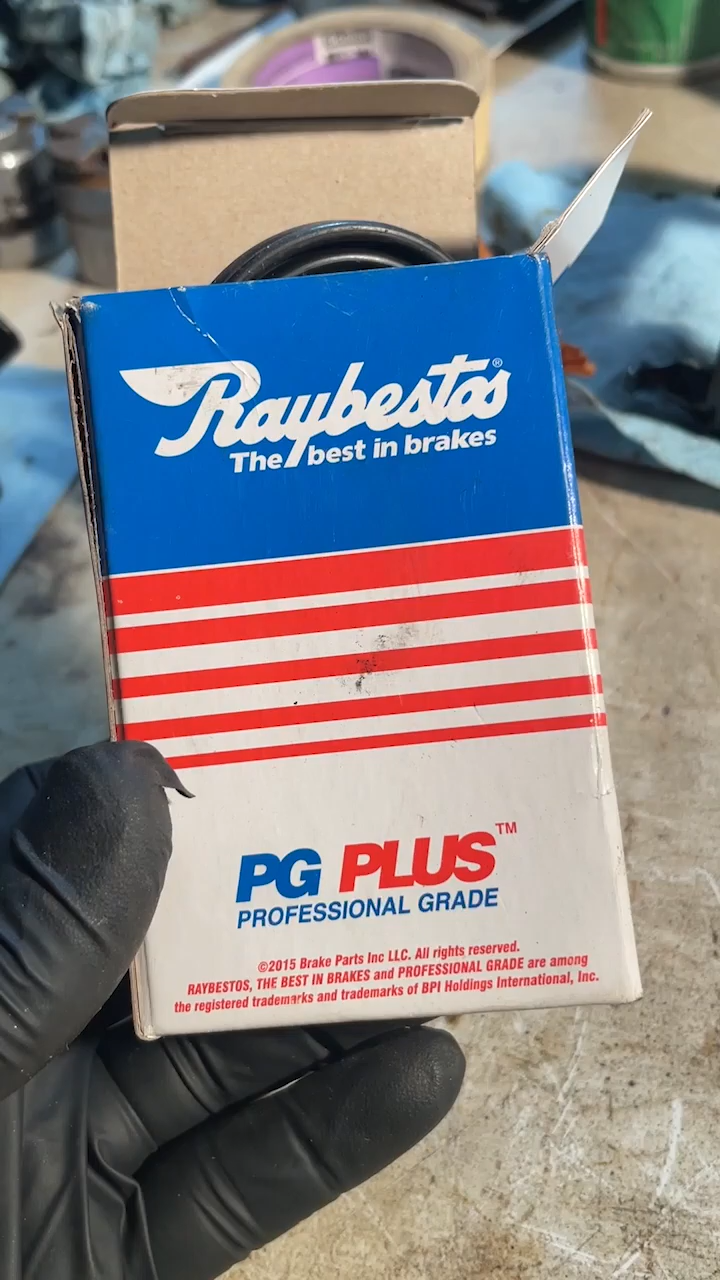 Raybestos®
The best in brakes
PG PLUS™
PROFESSIONAL GRADE
©2015 Brake Parts Inc LLC. All rights reserved.
RAYBESTOS, THE BEST IN BRAKES and PROFESSIONAL GRADE are among
the registered trademarks and trademarks of BPI Holdings International, Inc.